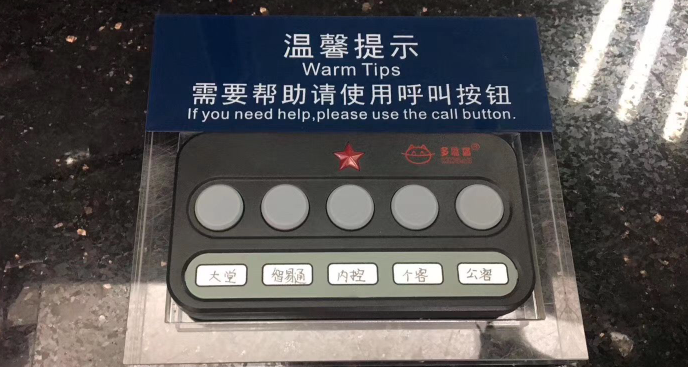 温馨提示
Warm Tips
需要帮助请使用呼叫按钮
If you need help,please use the call button.
大堂 智易通 内控 个客 公客